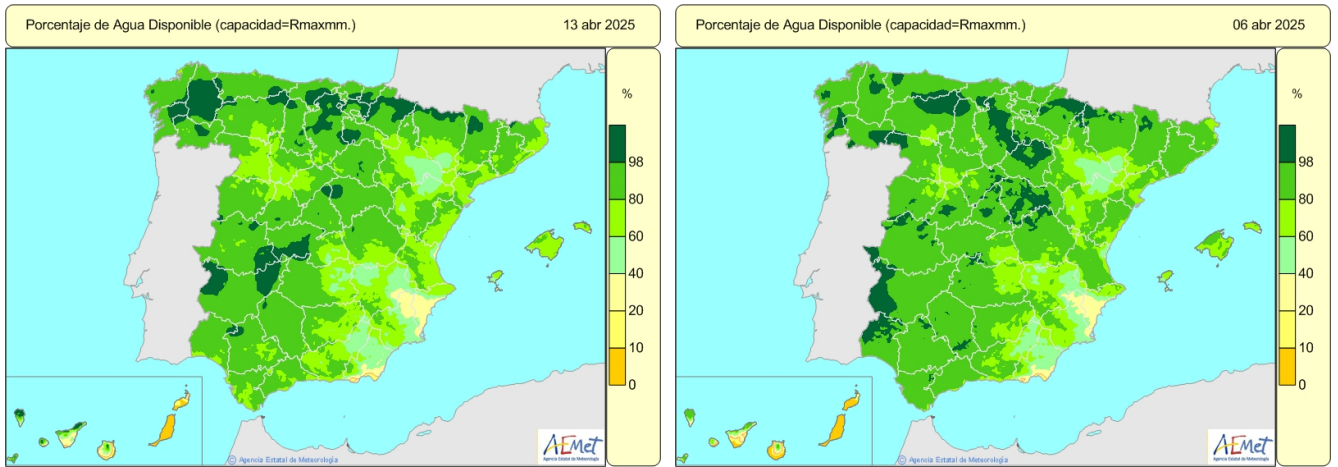 Porcentaje de Agua Disponible (capacidad=Rmaxmm.) 13 abr 2025
%
98
80
60
40
20
10
0
AEMet
Agencia Estatal de Meteorología
© Agencia Estatal de Meteorología
Porcentaje de Agua Disponible (capacidad=Rmaxmm.) 06 abr 2025
%
98
80
60
40
20
10
0
AEMet
Agencia Estatal de Meteorología
© Agencia Estatal de Meteorología